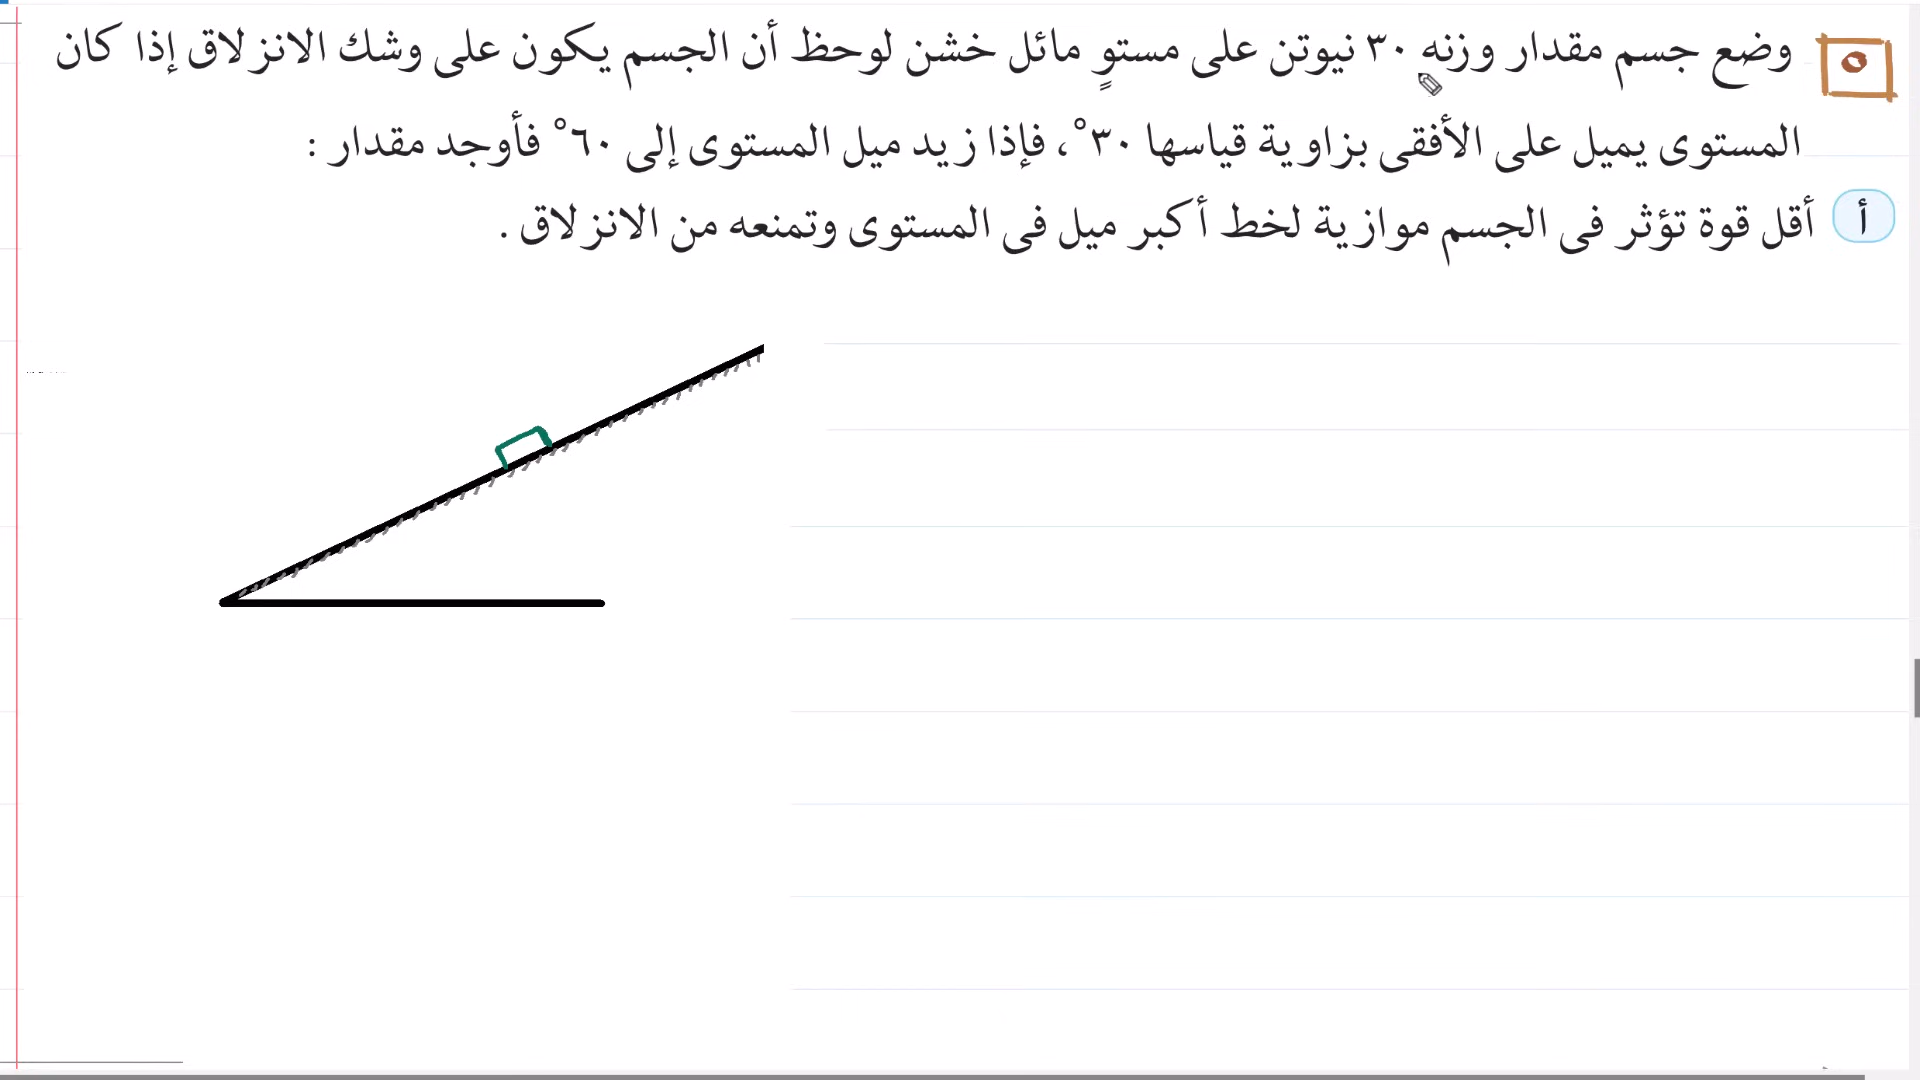 ٥ وضع جسم مقدار وزنه ٣٠ نيوتن على مستوٍ مائل خشن لوحظ أن الجسم يكون على وشك الانزلاق إذا كان
المستوى يميل على الأفقى بزاوية قياسها ٣٠°، فإذا زيد ميل المستوى إلى ٦٠° فأوجد مقدار :
أ أقل قوة تؤثر فى الجسم موازية لخط أكبر ميل فى المستوى وتمنعه من الانزلاق .